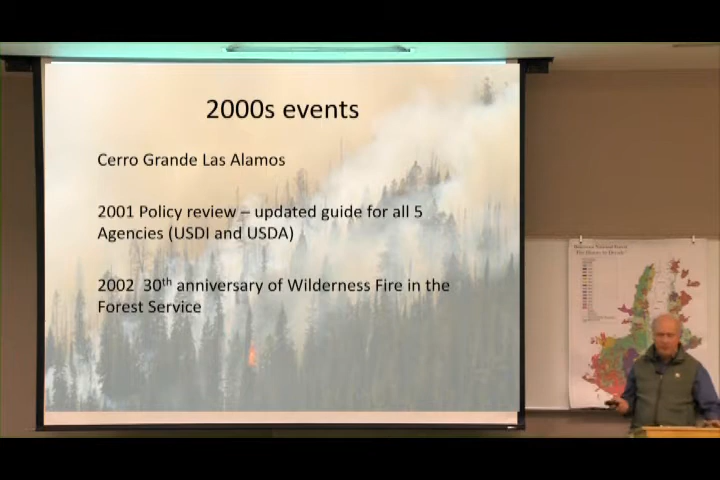 2000s events
Cerro Grande Las Alamos
2001 Policy review – updated guide for all 5
Agencies (USDI and USDA)
2002 30th anniversary of Wilderness Fire in the
Forest Service